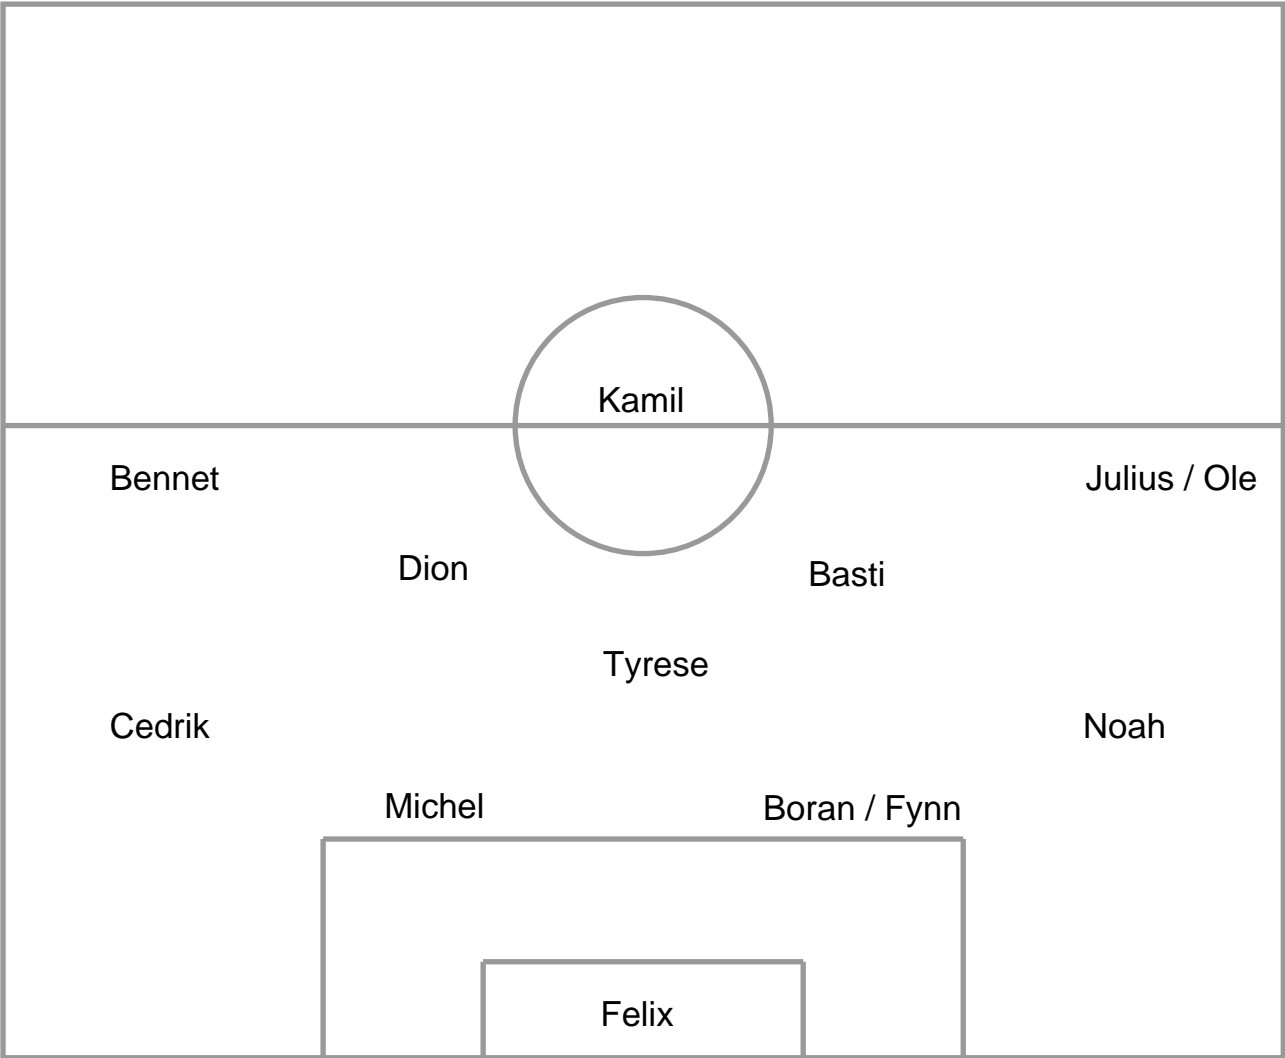 Kamil
Bennet
Julius / Ole
Dion
Basti
Tyrese
Cedrik
Noah
Michel
Boran / Fynn
Felix